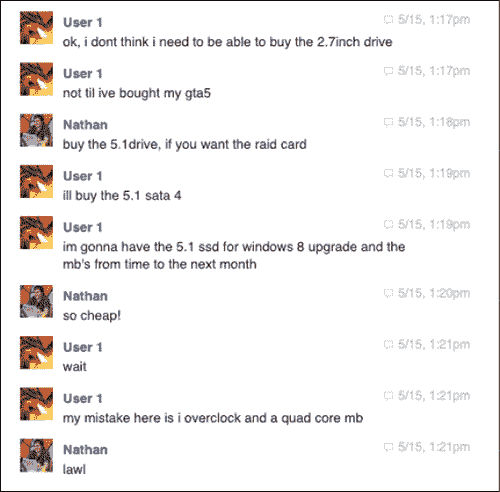 User 1 5/15, 1:17pm
ok, i dont think i need to be able to buy the 2.7inch drive
User 1 5/15, 1:17pm
not til ive bought my gta5
Nathan 5/15, 1:18pm
buy the 5.1drive, if you want the raid card
User 1 5/15, 1:19pm
ill buy the 5.1 sata 4
User 1 5/15, 1:19pm
im gonna have the 5.1 ssd for windows 8 upgrade and the
mb's from time to the next month
Nathan 5/15, 1:20pm
so cheap!
User 1 5/15, 1:21pm
wait
User 1 5/15, 1:21pm
my mistake here is i overclock and a quad core mb
Nathan 5/15, 1:21pm
lawl